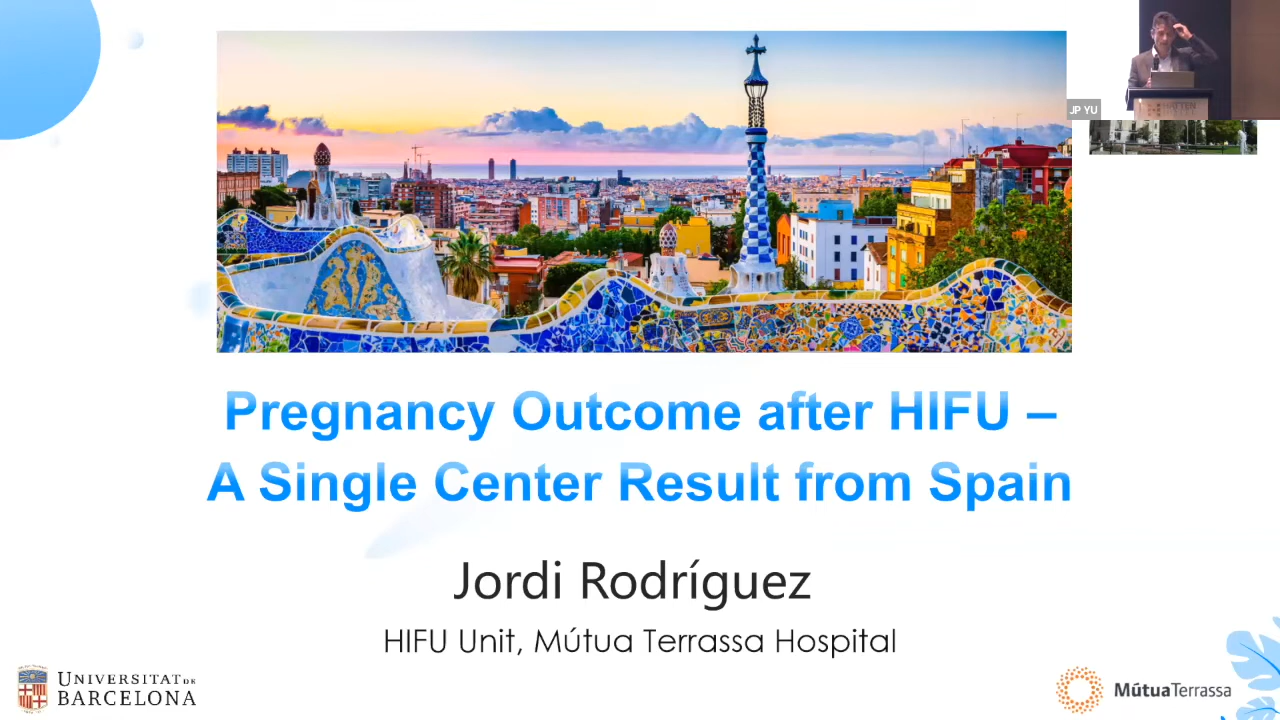 JP YU
Pregnancy Outcome after HIFU –
A Single Center Result from Spain
Jordi Rodríguez
HIFU Unit, Mútua Terrassa Hospital
UNIVERSITAT DE
BARCELONA
MútuaTerrassa